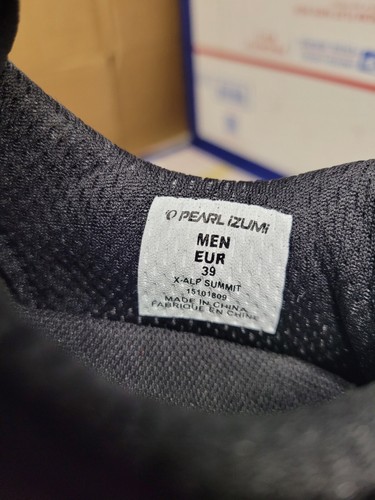 PEARL iZUMi
MEN
EUR
39
X-ALP SUMMIT
15101809
MADE IN CHINA
FABRIQUE EN CHINE